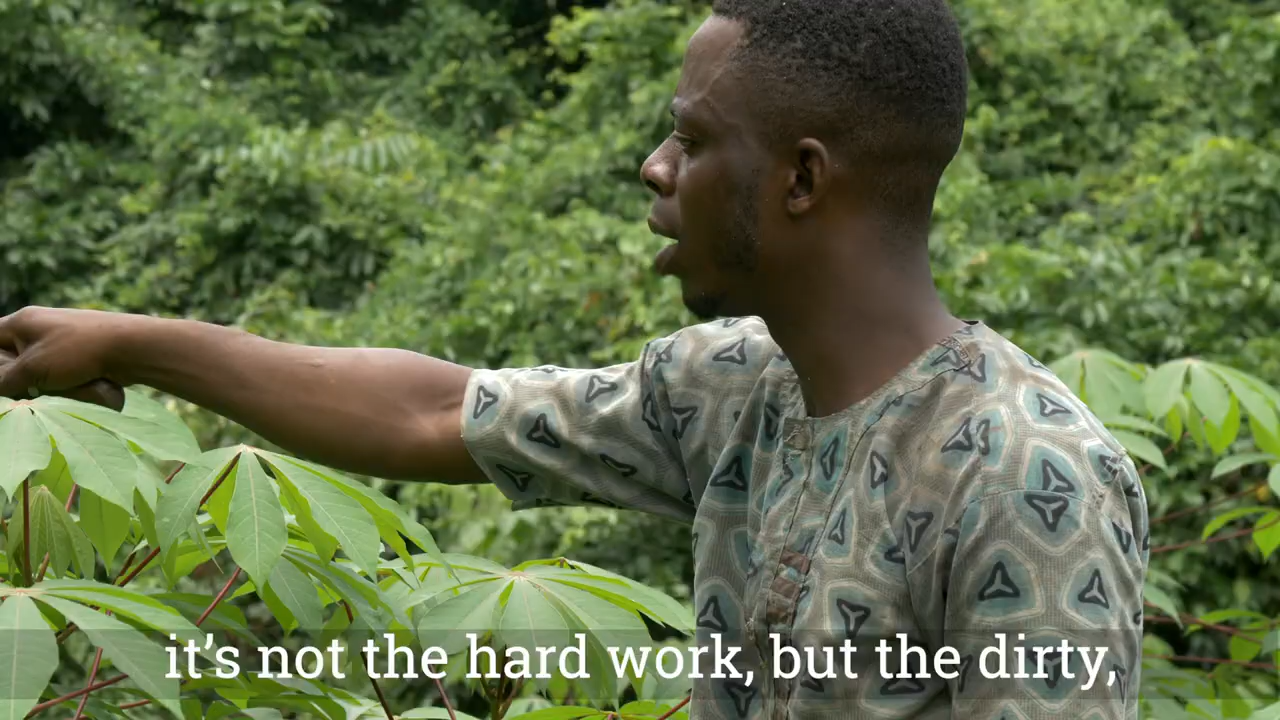 it’s not the hard work, but the dirty,